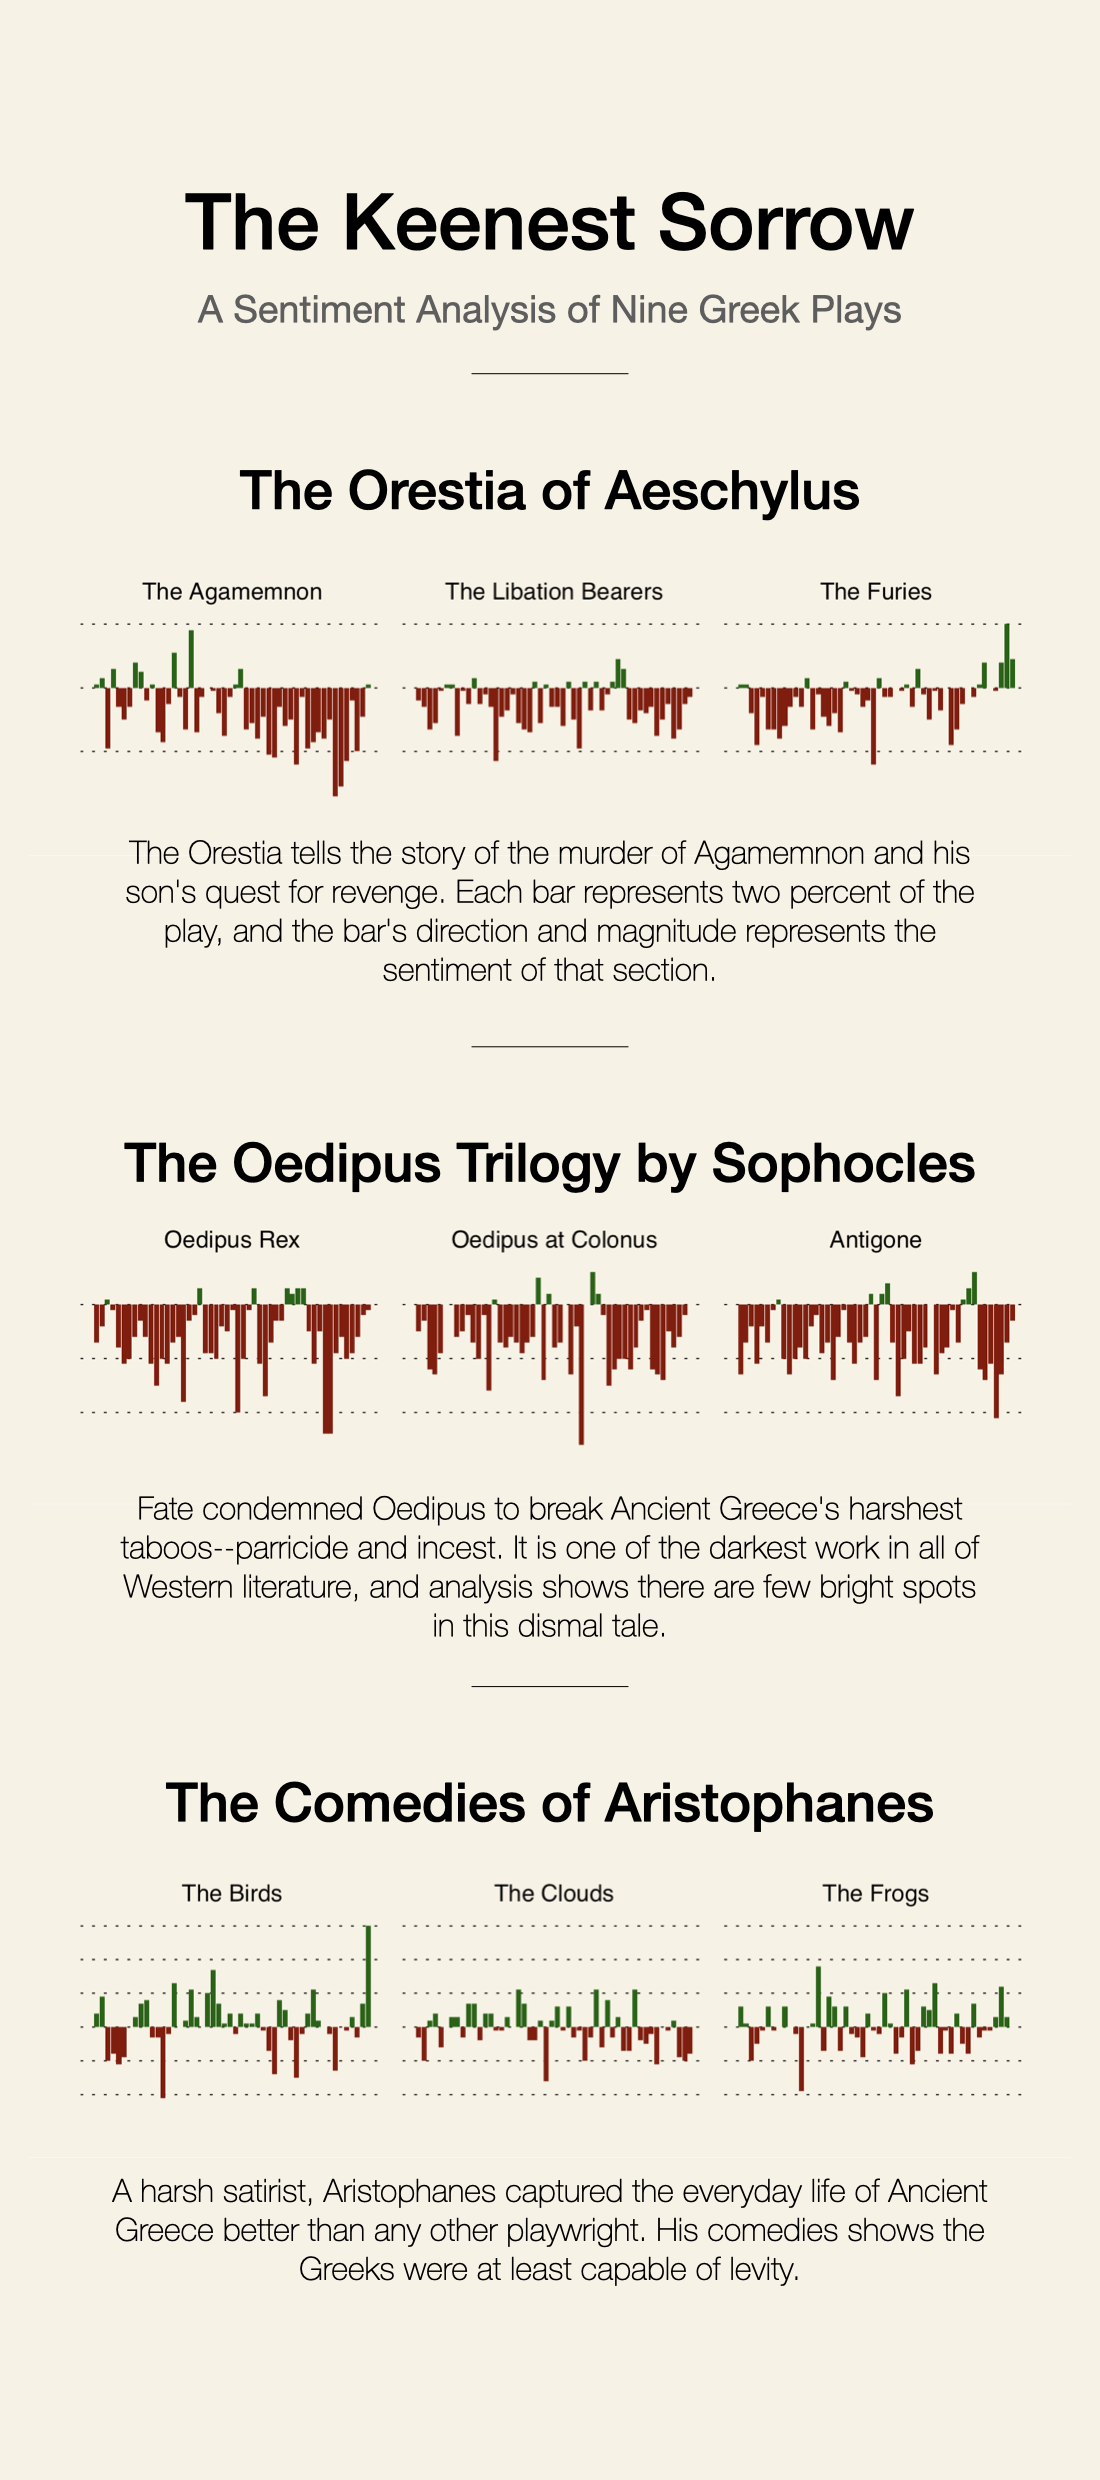 The Keenest Sorrow
A Sentiment Analysis of Nine Greek Plays
The Orestia of Aeschylus
The Agamemnon
The Libation Bearers
The Furies
The Orestia tells the story of the murder of Agamemnon and his
son's quest for revenge. Each bar represents two percent of the
play, and the bar's direction and magnitude represents the
sentiment of that section.
The Oedipus Trilogy by Sophocles
Oedipus Rex
Oedipus at Colonus
Antigone
Fate condemned Oedipus to break Ancient Greece's harshest
taboos--parricide and incest. It is one of the darkest work in all of
Western literature, and analysis shows there are few bright spots
in this dismal tale.
The Comedies of Aristophanes
The Birds
The Clouds
The Frogs
A harsh satirist, Aristophanes captured the everyday life of Ancient
Greece better than any other playwright. His comedies shows the
Greeks were at least capable of levity.